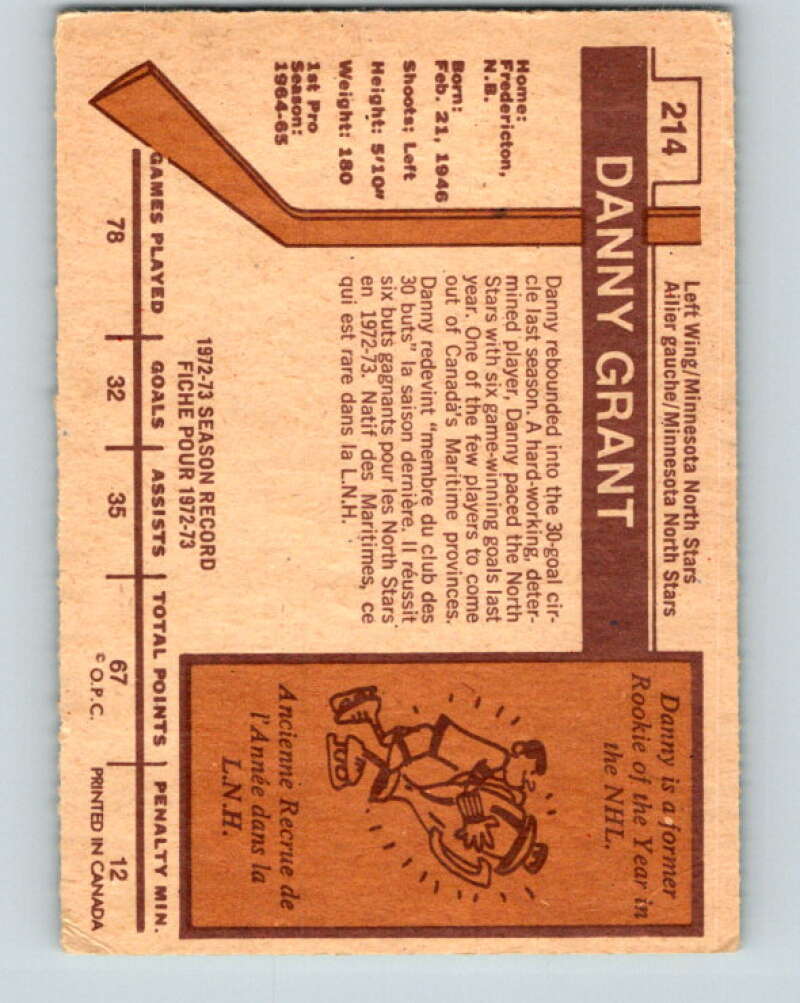 214
Left Wing/Minnesota North Stars
Ailier gauche/Minnesota North Stars
DANNY GRANT
Home:
Fredericton,
N.B.
Born:
Feb. 21, 1946
Shoots: Left
Height: 5'10"
Weight: 180
1st Pro
Season:
1964-65
Danny rebounded into the 30-goal cir-
cle last season. A hard-working, deter-
mined player, Danny paced the North
Stars with six game-winning goals last
year. One of the few players to come
out of Canada's Maritime provinces.
Danny redevint "membre du club des
30 buts" la saison dernière. Il réussit
six buts gagnants pour les North Stars
en 1972-73. Natif des Maritimes, ce
qui est rare dans la L.N.H.
Danny is a former
Rookie of the Year in
the NHL.
Ancienne Recrue de
l'Année dans la
L.N.H.
1972-73 SEASON RECORD
FICHE POUR 1972-73
GAMES PLAYED GOALS ASSISTS TOTAL POINTS PENALTY MIN.
78 32 35 67 12
© O.P.C. PRINTED IN CANADA